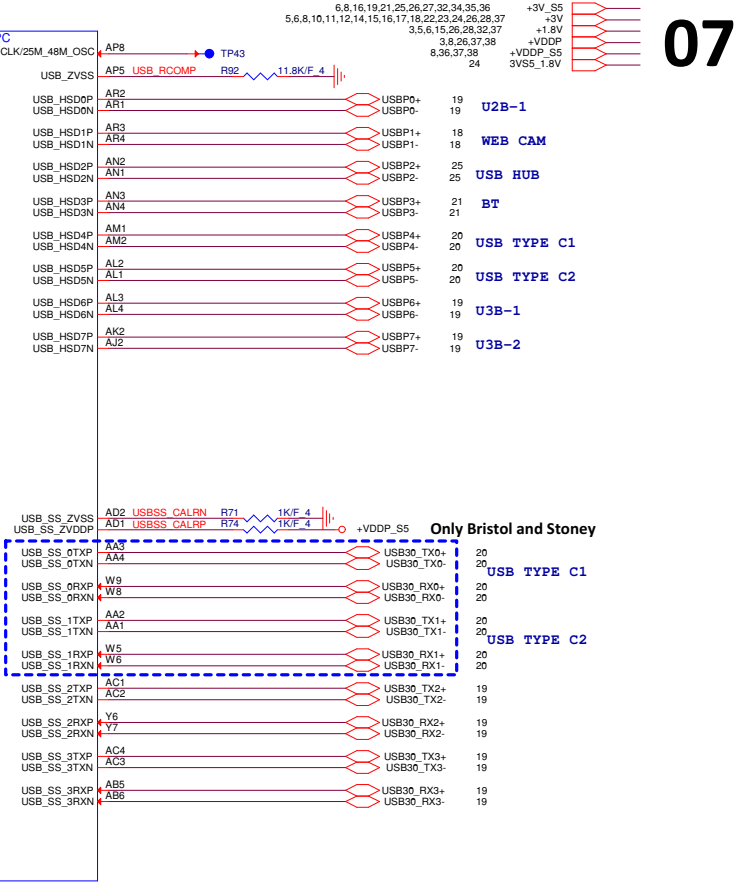 6,8,16,19,21,25,26,27,32,34,35,36 +3V_S5
5,6,8,10,11,12,14,15,16,17,18,22,23,24,26,28,37 +3V
3,5,6,15,26,28,32,37 +1.8V
3,8,26,37,38 +VDDP
8,36,37,38 +VDDP_S5
24 3VS5_1.8V
07
PC
CLK/25M_48M_OSC AP8 TP43
USB_ZVSS AP5 USB_RCOMP R92 11.8K/F_4
USB_HSD0P AR2 USBP0+ 19
USB_HSD0N AR1 USBP0- 19
U2B-1
USB_HSD1P AR3 USBP1+ 18
USB_HSD1N AR4 USBP1- 18
WEB CAM
USB_HSD2P AN2 USBP2+ 25
USB_HSD2N AN1 USBP2- 25
USB HUB
USB_HSD3P AN3 USBP3+ 21
USB_HSD3N AN4 USBP3- 21
BT
USB_HSD4P AM1 USBP4+ 20
USB_HSD4N AM2 USBP4- 20
USB TYPE C1
USB_HSD5P AL2 USBP5+ 20
USB_HSD5N AL1 USBP5- 20
USB TYPE C2
USB_HSD6P AL3 USBP6+ 19
USB_HSD6N AL4 USBP6- 19
U3B-1
USB_HSD7P AK2 USBP7+ 19
USB_HSD7N AJ2 USBP7- 19
U3B-2
USB_SS_ZVSS AD2 USBSS_CALRN R71 1K/F_4
USB_SS_ZVDDP AD1 USBSS_CALRP R74 1K/F_4 +VDDP_S5
Only Bristol and Stoney
USB_SS_0TXP AA3 USB30_TX0+ 20
USB_SS_0TXN AA4 USB30_TX0- 20
USB TYPE C1
USB_SS_0RXP W9 USB30_RX0+ 20
USB_SS_0RXN W8 USB30_RX0- 20
USB_SS_1TXP AA2 USB30_TX1+ 20
USB_SS_1TXN AA1 USB30_TX1- 20
USB TYPE C2
USB_SS_1RXP W5 USB30_RX1+ 20
USB_SS_1RXN W6 USB30_RX1- 20
USB_SS_2TXP AC1 USB30_TX2+ 19
USB_SS_2TXN AC2 USB30_TX2- 19
USB_SS_2RXP Y6 USB30_RX2+ 19
USB_SS_2RXN Y7 USB30_RX2- 19
USB_SS_3TXP AC4 USB30_TX3+ 19
USB_SS_3TXN AC3 USB30_TX3- 19
USB_SS_3RXP AB5 USB30_RX3+ 19
USB_SS_3RXN AB6 USB30_RX3- 19